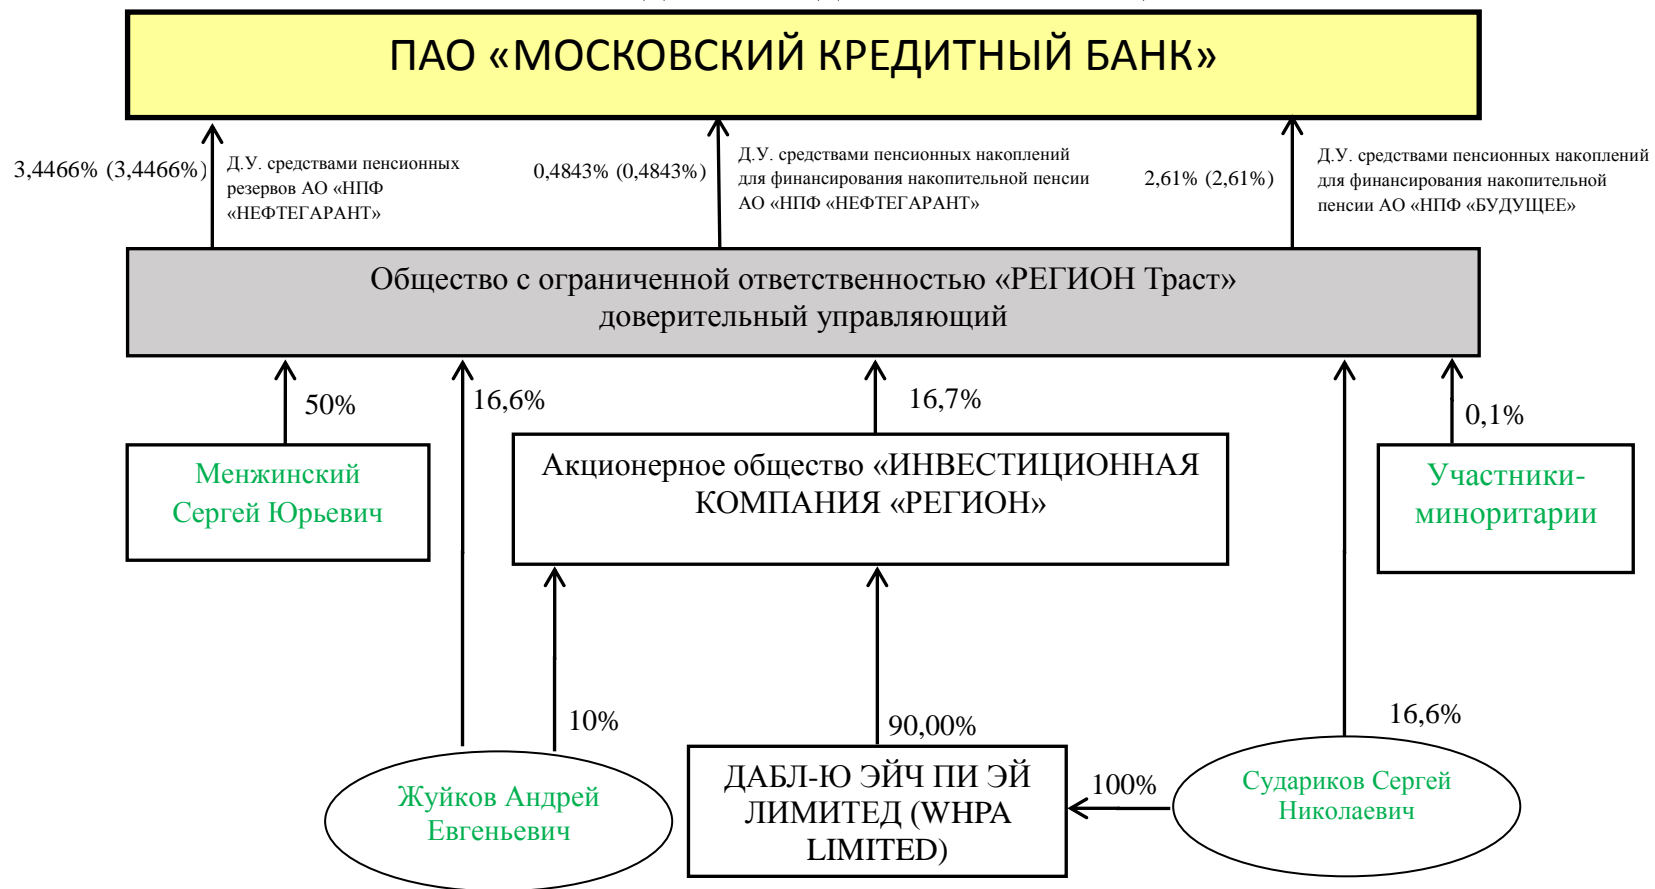 ПАО «МОСКОВСКИЙ КРЕДИТНЫЙ БАНК»
3,4466% (3,4466%)
Д.У. средствами пенсионных
резервов АО «НПФ
«НЕФТЕГАРАНТ»
0,4843% (0,4843%)
Д.У. средствами пенсионных накоплений
для финансирования накопительной пенсии
АО «НПФ «НЕФТЕГАРАНТ»
2,61% (2,61%)
Д.У. средствами пенсионных накоплений
для финансирования накопительной
пенсии АО «НПФ «БУДУЩЕЕ»
Общество с ограниченной ответственностью «РЕГИОН Траст»
доверительный управляющий
50%
16,6%
16,7%
0,1%
Менжинский
Сергей Юрьевич
Акционерное общество «ИНВЕСТИЦИОННАЯ
КОМПАНИЯ «РЕГИОН»
Участники-
миноритарии
10%
90,00%
16,6%
Жуйков Андрей
Евгеньевич
ДАБЛ-Ю ЭЙЧ ПИ ЭЙ
ЛИМИТЕД (WHPA
LIMITED)
100%
Судариков Сергей
Николаевич